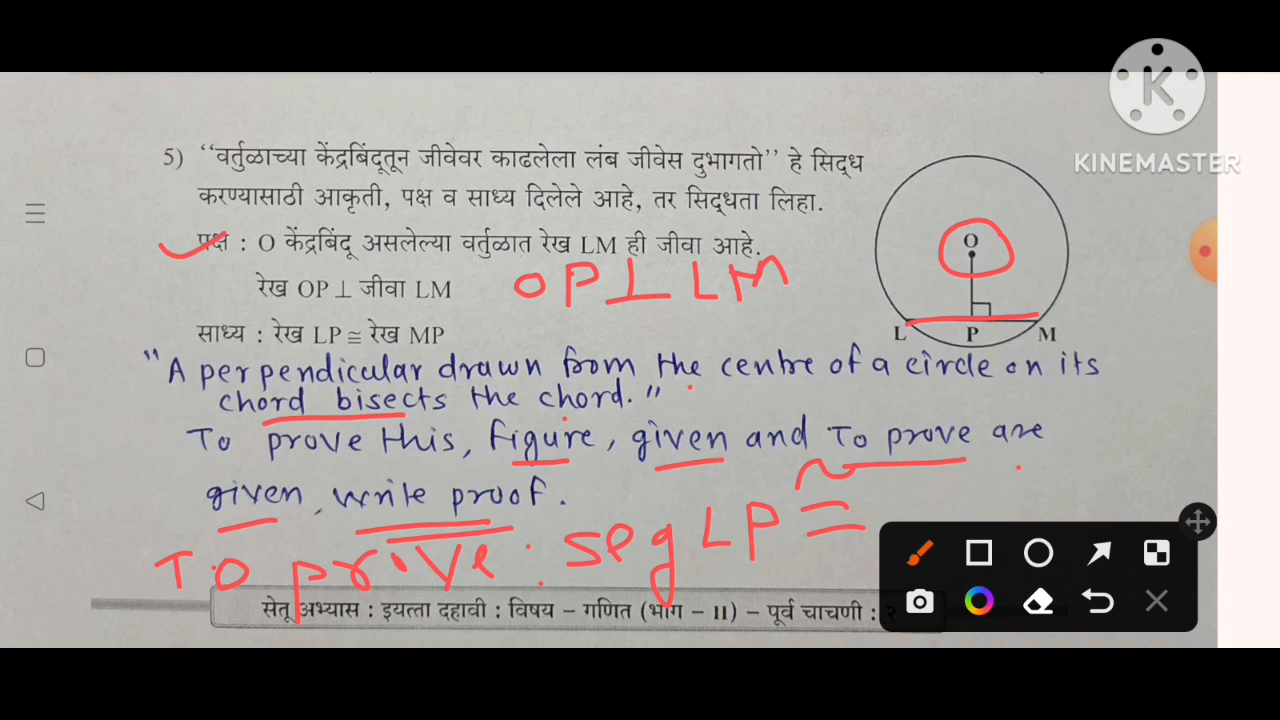 KINEMASTER
5) “वर्तुळाच्या केंद्रबिंदूतून जीवेवर काढलेला लंब जीवेस दुभागतो” हे सिद्ध
करण्यासाठी आकृती, पक्ष व साध्य दिलेले आहे, तर सिद्धता लिहा.
पक्ष : O केंद्रबिंदू असलेल्या वर्तुळात रेख LM ही जीवा आहे.
रेख OP ⊥ जीवा LM
OP ⊥ LM
साध्य : रेख LP ≅ रेख MP
O
L P M
"A perpendicular drawn from the centre of a circle on its
chord bisects the chord."
To prove this, figure, given and To prove are
given, write proof.
To prove : seg LP ≅
सेतू अभ्यास : इयत्ता दहावी : विषय – गणित (भाग – II) – पूर्व चाचणी : २